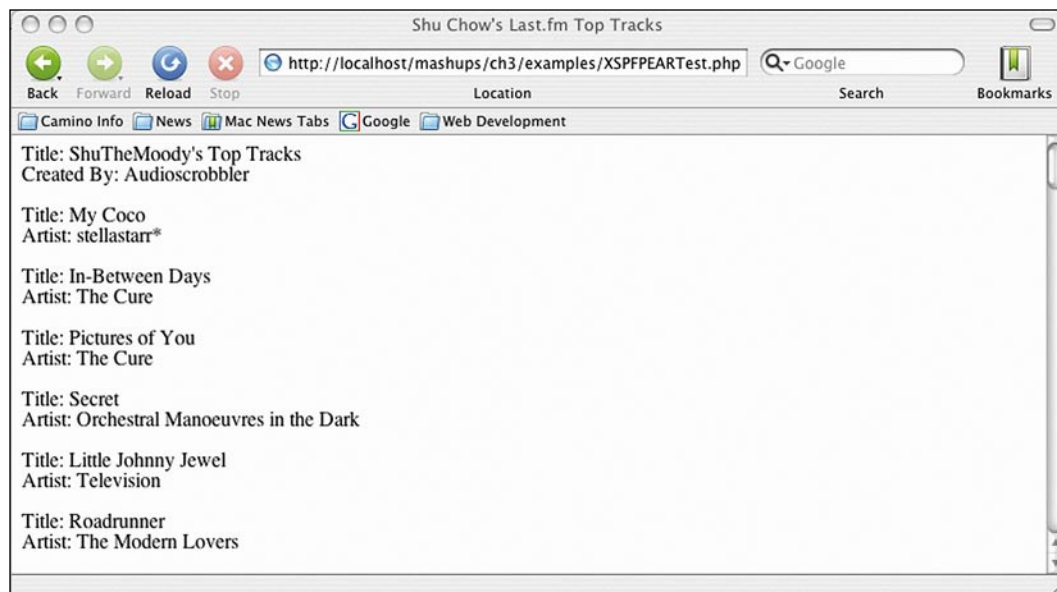 Shu Chow's Last.fm Top Tracks
http://localhost/mashups/ch3/examples/XSPFPEARTest.php
Google
Back Forward Reload Stop Location Search Bookmarks
Camino Info News Mac News Tabs Google Web Development
Title: ShuTheMoody's Top Tracks
Created By: Audioscrobbler
Title: My Coco
Artist: stellastarr*
Title: In-Between Days
Artist: The Cure
Title: Pictures of You
Artist: The Cure
Title: Secret
Artist: Orchestral Manoeuvres in the Dark
Title: Little Johnny Jewel
Artist: Television
Title: Roadrunner
Artist: The Modern Lovers